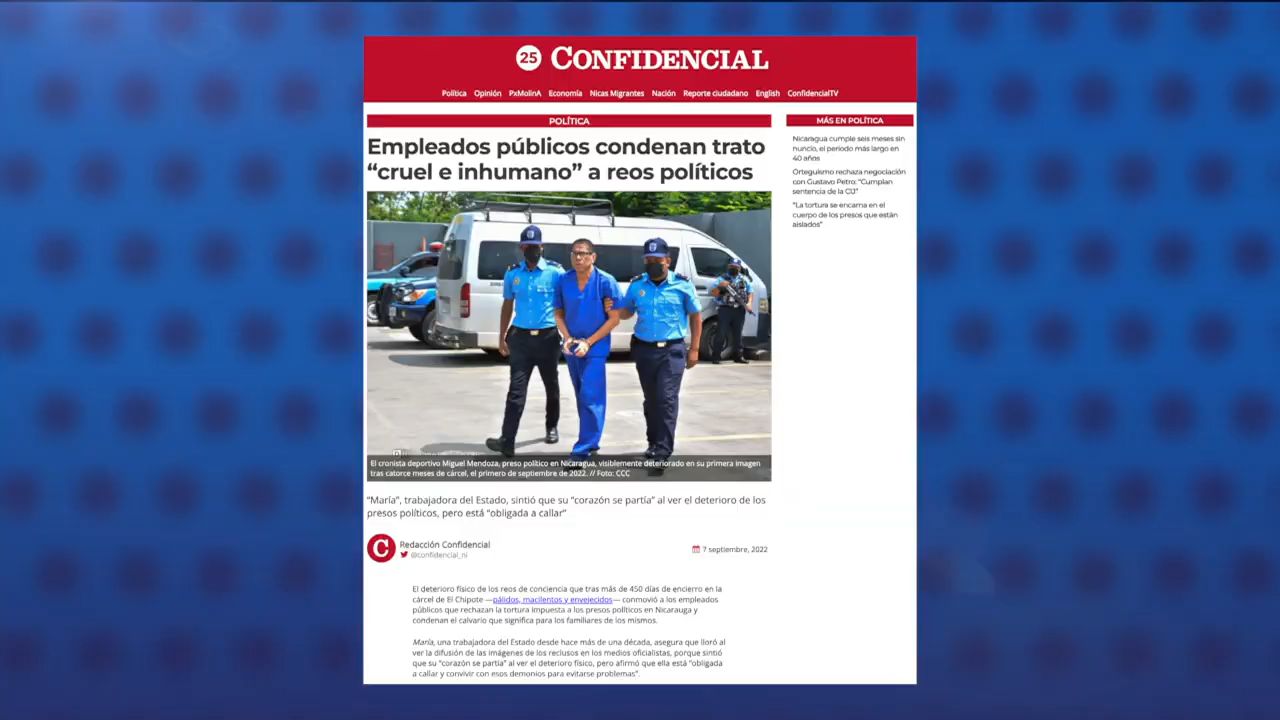 25 CONFIDENCIAL
Política Opinión PxMolinA Economía Nicas Migrantes Nación Reporte ciudadano English ConfidencialTV
POLÍTICA
Empleados públicos condenan trato
“cruel e inhumano” a reos políticos
El cronista deportivo Miguel Mendoza, preso político en Nicaragua, visiblemente deteriorado en su primera imagen
tras catorce meses de cárcel, el primero de septiembre de 2022. // Foto: CCC
“María”, trabajadora del Estado, sintió que su “corazón se partía” al ver el deterioro de los
presos políticos, pero está “obligada a callar”
C
Redacción Confidencial
@confidencial_ni
7 septiembre, 2022
El deterioro físico de los reos de conciencia que tras más de 450 días de encierro en la
cárcel de El Chipote —pálidos, macilentos y envejecidos— conmovió a los empleados
públicos que rechazan la tortura impuesta a los presos políticos en Nicarauga y
condenan el calvario que significa para los familiares de los mismos.
María, una trabajadora del Estado desde hace más de una década, asegura que lloró al
ver la difusión de las imágenes de los reclusos en los medios oficialistas, porque sintió
que su “corazón se partía” al ver el deterioro físico, pero afirmó que ella está “obligada
a callar y convivir con esos demonios para evitarse problemas”.
MÁS EN POLÍTICA
Nicaragua cumple seis meses sin
nuncio, el periodo más largo en
40 años
Orteguismo rechaza negociación
con Gustavo Petro: “Cumplan
sentencia de la CIJ”
“La tortura se encarna en el
cuerpo de los presos que están
aislados”